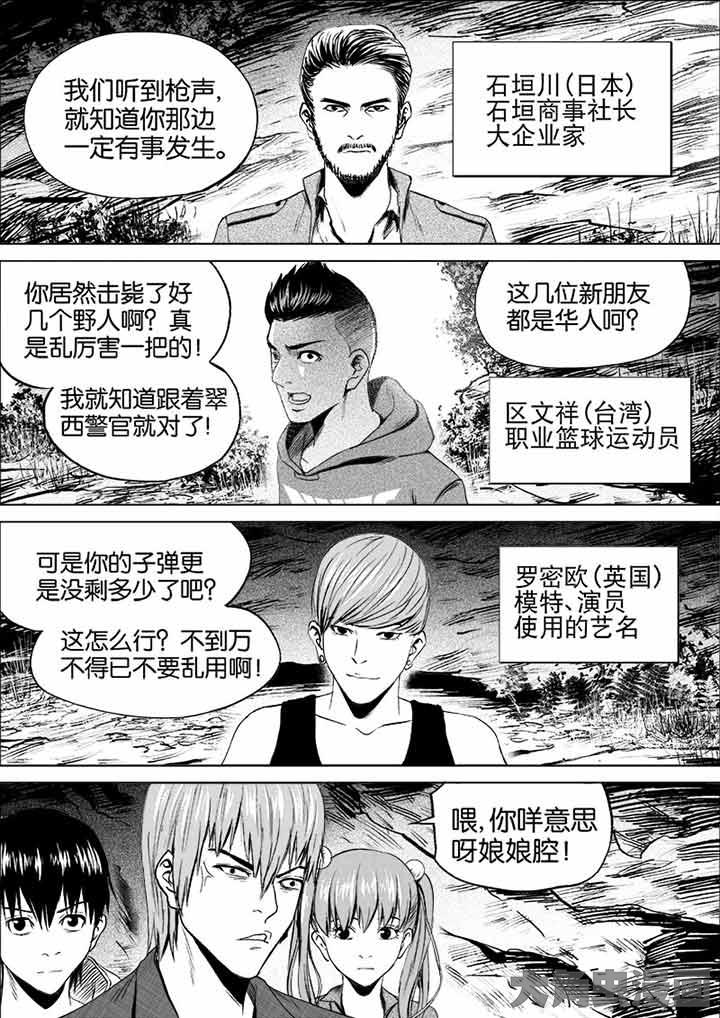 我们听到枪声，
就知道你那边
一定有事发生。
石垣川（日本）
石垣商事社长
大企业家
你居然击毙了好
几个野人啊？真
是乱厉害一把的！
我就知道跟着翠
西警官就对了！
这几位新朋友
都是华人呵？
区文祥（台湾）
职业篮球运动员
可是你的子弹更
是没剩多少了吧？
这怎么行？不到万
不得已不要乱用啊！
罗密欧（英国）
模特、演员
使用的艺名
喂，你咩意思
呀娘娘腔！
大角虫漫画